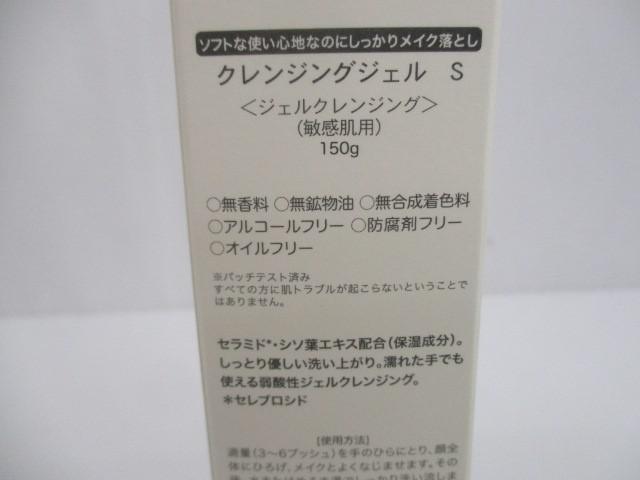 ソフトな使い心地なのにしっかりメイク落とし
クレンジングジェル S
＜ジェルクレンジング＞
（敏感肌用）
150g
○無香料 ○無鉱物油 ○無合成着色料
○アルコールフリー ○防腐剤フリー
○オイルフリー
※パッチテスト済み
すべての方に肌トラブルが起こらないということで
はありません。
セラミド*・シソ葉エキス配合（保湿成分）。
しっとり優しい洗い上がり。濡れた手でも
使える弱酸性ジェルクレンジング。
＊セレブロシド
［使用方法］
適量（3〜6プッシュ）を手のひらにとり、顔全
体にひろげ、メイクとよくなじませます。その